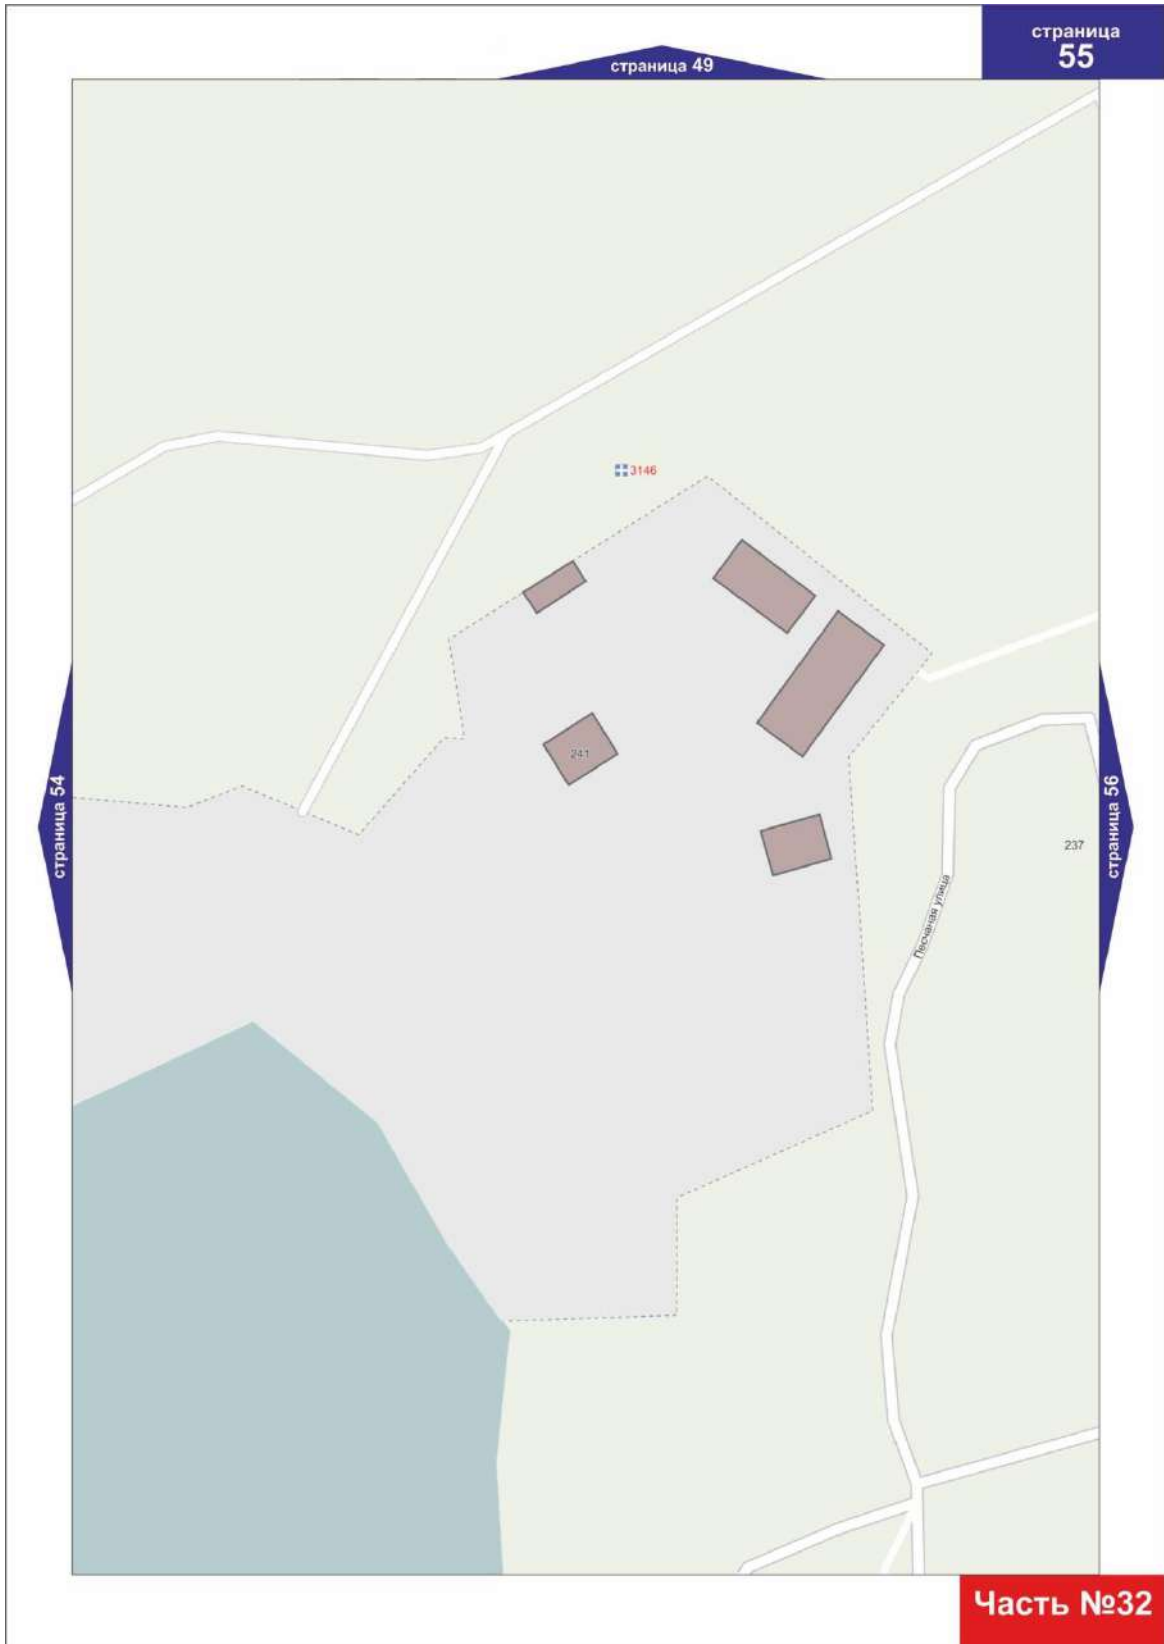 страница
55
страница 49
3146
241
страница 54
страница 56
237
Песчаная улица
Часть №32